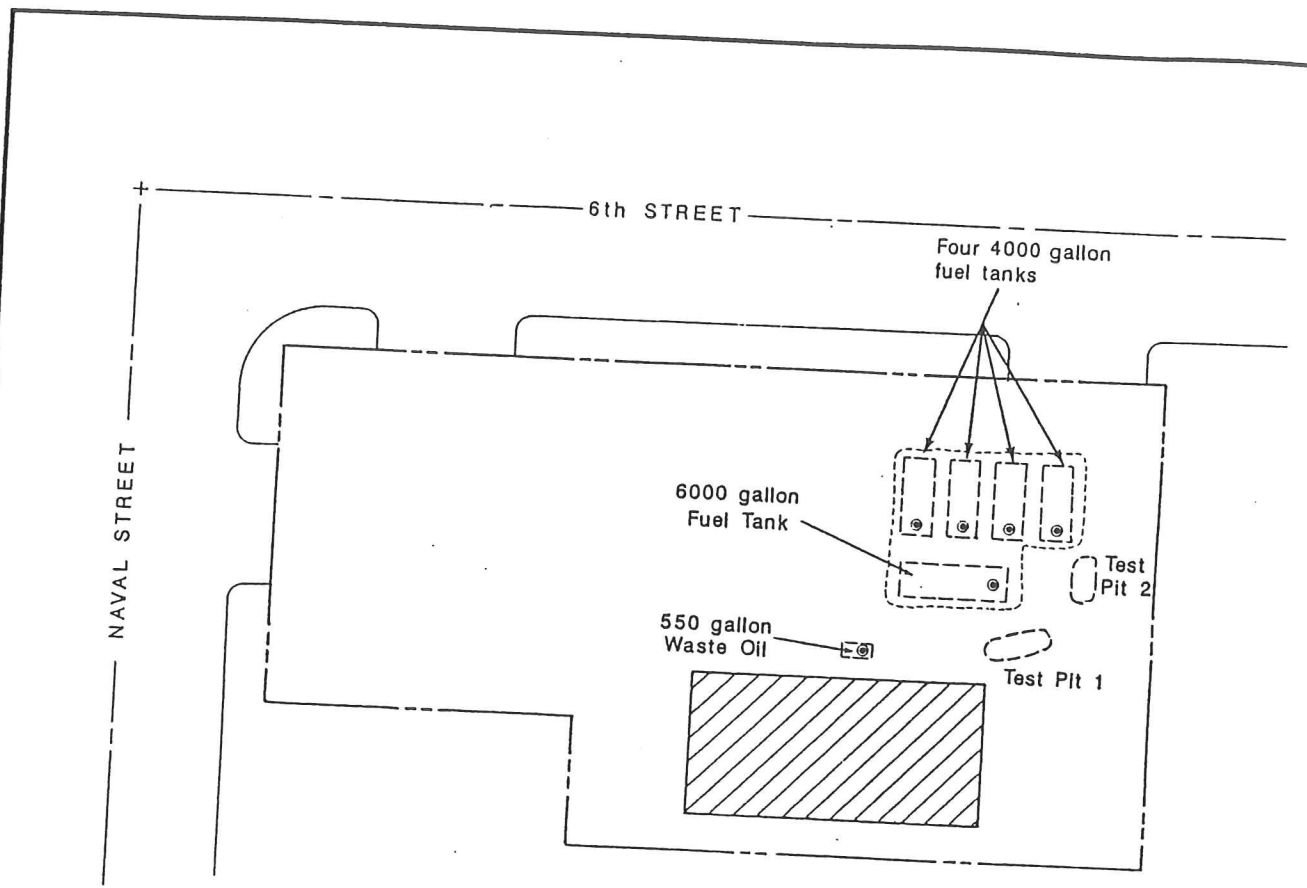 6th STREET
Four 4000 gallon
fuel tanks
NAVAL STREET
6000 gallon
Fuel Tank
Test
Pit 2
550 gallon
Waste Oil
Test Pit 1